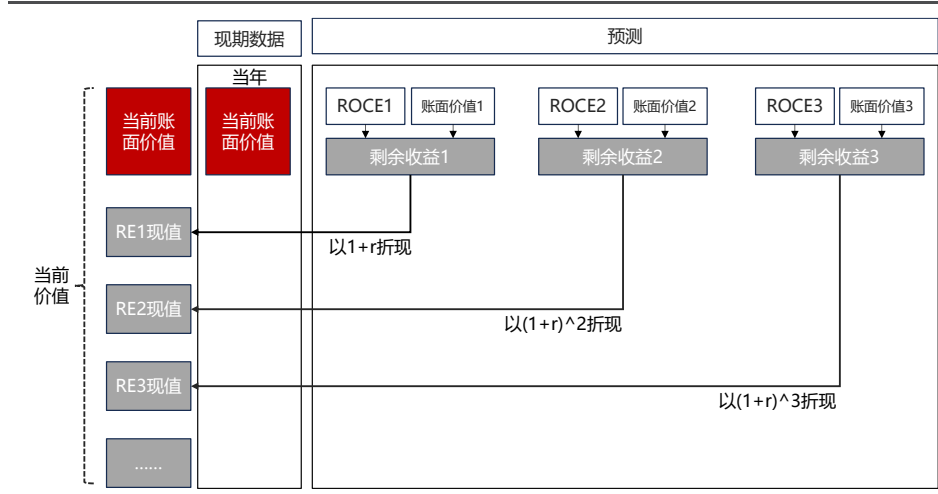 现期数据
预测
当年
当前账
面价值
当前账
面价值
ROCE1
账面价值1
ROCE2
账面价值2
ROCE3
账面价值3
剩余收益1
剩余收益2
剩余收益3
RE1现值
以1+r折现
当前
价值
RE2现值
以(1+r)^2折现
RE3现值
以(1+r)^3折现
......